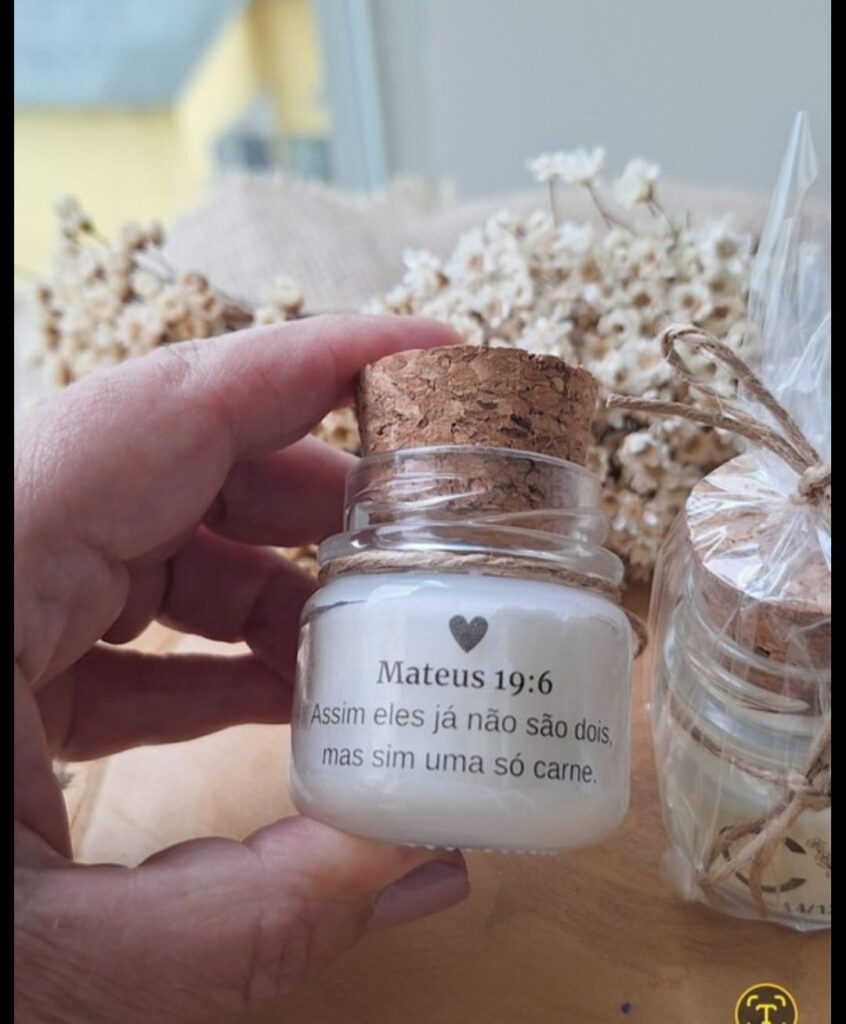 Mateus 19:6
Assim eles já não são dois,
mas sim uma só carne.